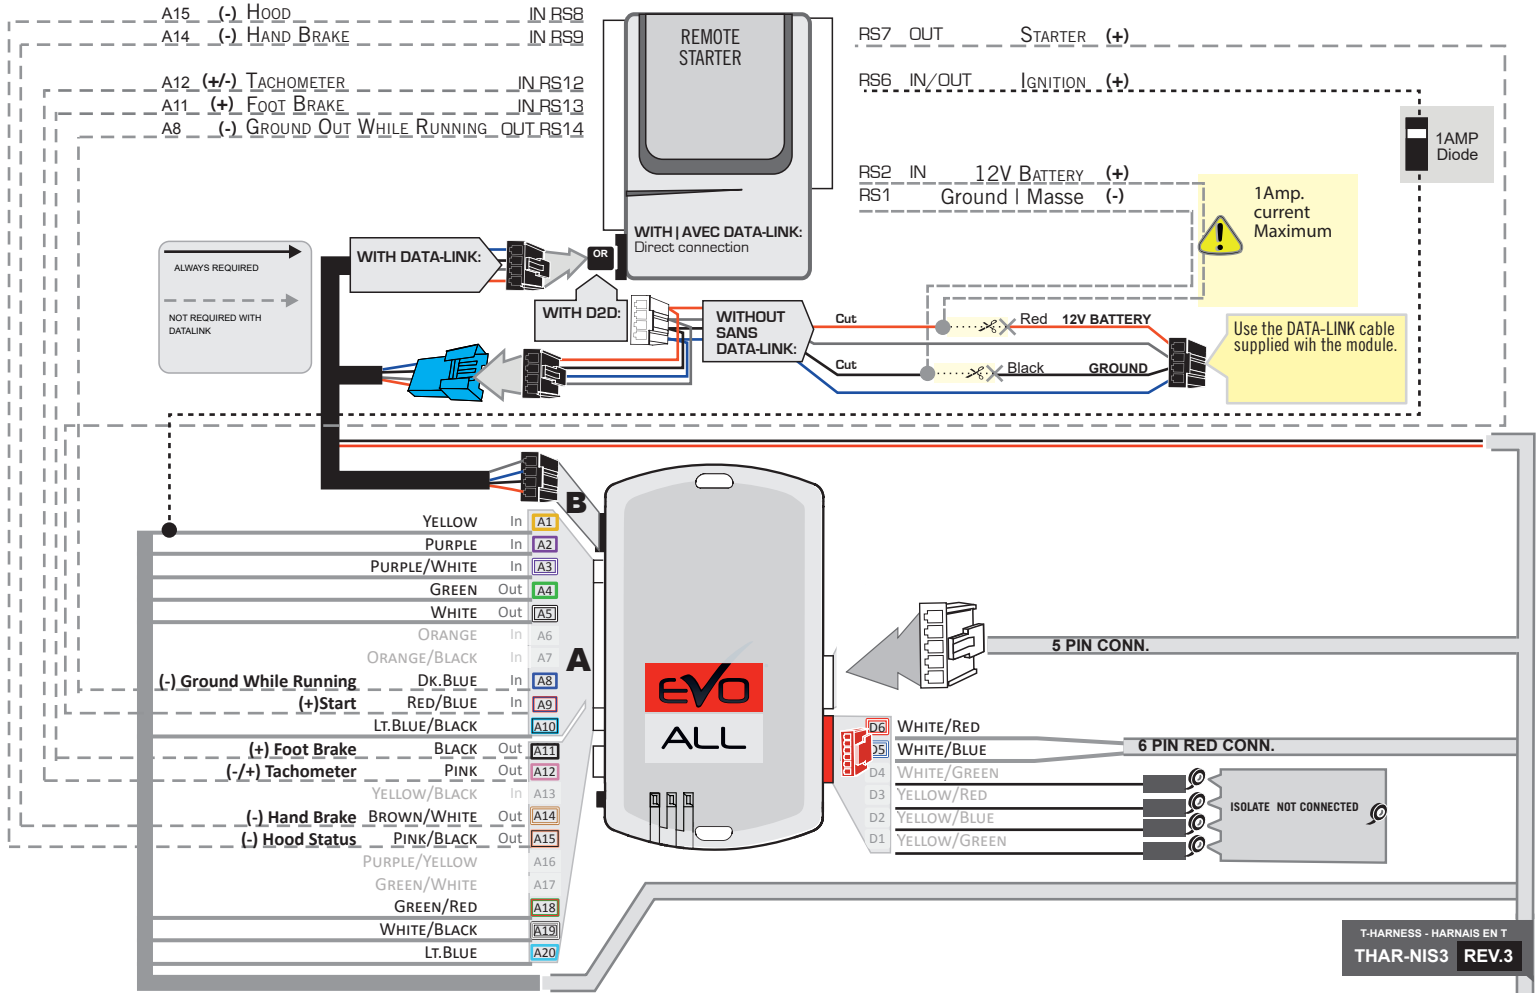 A15 (-) Hood IN RS8
A14 (-) Hand Brake IN RS9
A12 (+/-) Tachometer IN RS12
A11 (+) Foot Brake IN RS13
A8 (-) Ground Out While Running OUT RS14
REMOTE
STARTER
RS7 OUT Starter (+)
RS6 IN/OUT Ignition (+)
1AMP
Diode
RS2 IN 12V Battery (+)
RS1 Ground | Masse (-)
1Amp.
current
Maximum
WITH | AVEC DATA-LINK:
Direct connection
ALWAYS REQUIRED
NOT REQUIRED WITH
DATALINK
WITH DATA-LINK:
OR
WITH D2D:
WITHOUT
SANS
DATA-LINK:
Cut
Red 12V BATTERY
Cut
Black GROUND
Use the DATA-LINK cable
supplied wih the module.
B
A
Yellow In A1
Purple In A2
Purple/White In A3
Green Out A4
White Out A5
Orange In A6
Orange/Black In A7
(-) Ground While Running Dk.Blue In A8
(+)Start Red/Blue In A9
Lt.Blue/Black A10
(+) Foot Brake Black Out A11
(-/+) Tachometer Pink Out A12
Yellow/Black In A13
(-) Hand Brake Brown/White Out A14
(-) Hood Status Pink/Black Out A15
Purple/Yellow A16
Green/White A17
Green/Red A18
White/Black A19
Lt.Blue A20
EVO
ALL
5 PIN CONN.
D6 White/Red
D5 White/Blue
6 PIN RED CONN.
D4 White/Green
D3 Yellow/Red
D2 Yellow/Blue
D1 Yellow/Green
ISOLATE NOT CONNECTED
T-HARNESS - HARNAIS EN T
THAR-NIS3 REV.3